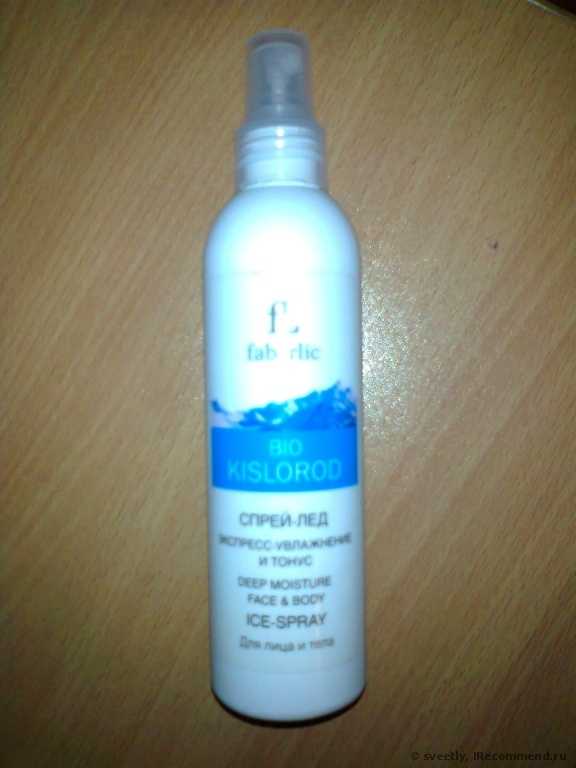 f.
faberlic
BIO
KISLOROD
СПРЕЙ-ЛЕД
ЭКСПРЕСС-УВЛАЖНЕНИЕ
И ТОНУС
DEEP MOISTURE
FACE & BODY
ICE-SPRAY
Для лица и тела
© sveetly, IRecommend.ru